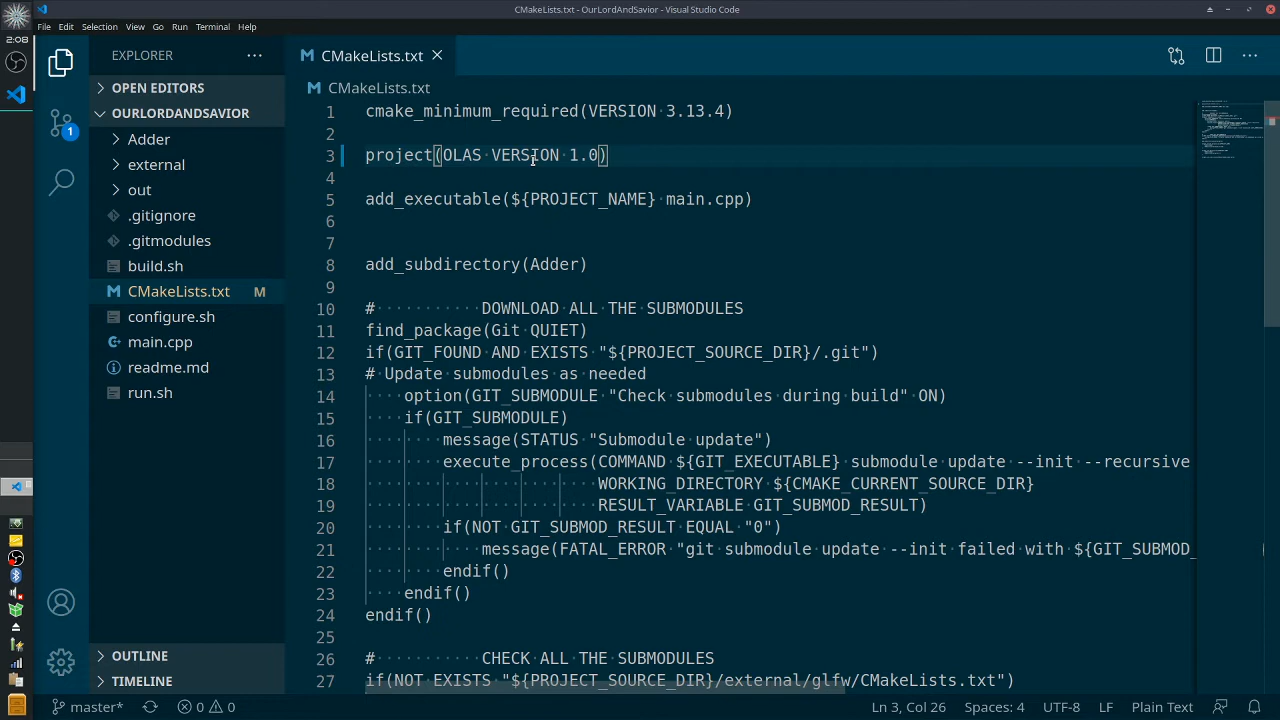 CMakeLists.txt - OurLordAndSavior - Visual Studio Code
File Edit Selection View Go Run Terminal Help
2:08
EXPLORER
OPEN EDITORS
OURLORDANDSAVIOR
Adder
external
out
.gitignore
.gitmodules
build.sh
CMakeLists.txt M
configure.sh
main.cpp
readme.md
run.sh
OUTLINE
TIMELINE
1
M CMakeLists.txt
M CMakeLists.txt
1 cmake_minimum_required(VERSION 3.13.4)
2
3 project(OLAS VERSION 1.0)
4
5 add_executable(${PROJECT_NAME} main.cpp)
6
7
8 add_subdirectory(Adder)
9
10 # DOWNLOAD ALL THE SUBMODULES
11 find_package(Git QUIET)
12 if(GIT_FOUND AND EXISTS "${PROJECT_SOURCE_DIR}/.git")
13 # Update submodules as needed
14 option(GIT_SUBMODULE "Check submodules during build" ON)
15 if(GIT_SUBMODULE)
16 message(STATUS "Submodule update")
17 execute_process(COMMAND ${GIT_EXECUTABLE} submodule update --init --recursive
18 WORKING_DIRECTORY ${CMAKE_CURRENT_SOURCE_DIR}
19 RESULT_VARIABLE GIT_SUBMOD_RESULT)
20 if(NOT GIT_SUBMOD_RESULT EQUAL "0")
21 message(FATAL_ERROR "git submodule update --init failed with ${GIT_SUBMOD_
22 endif()
23 endif()
24 endif()
25
26 # CHECK ALL THE SUBMODULES
27 if(NOT EXISTS "${PROJECT_SOURCE_DIR}/external/glfw/CMakeLists.txt")
master* 0 0 Ln 3, Col 26 Spaces: 4 UTF-8 LF Plain Text